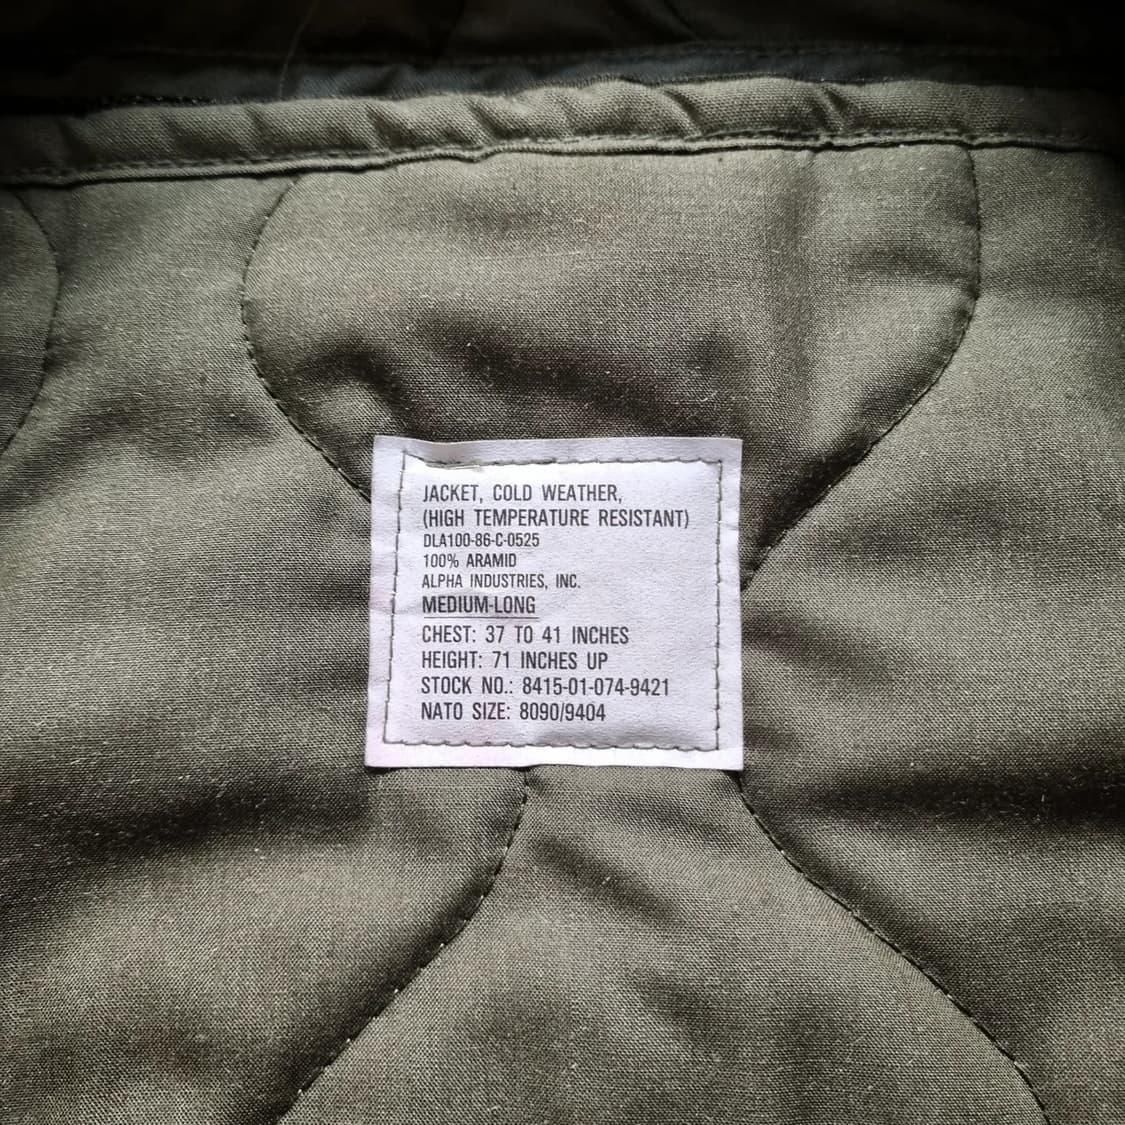 JACKET, COLD WEATHER,
(HIGH TEMPERATURE RESISTANT)
DLA100-86-C-0525
100% ARAMID
ALPHA INDUSTRIES, INC.
MEDIUM-LONG
CHEST: 37 TO 41 INCHES
HEIGHT: 71 INCHES UP
STOCK NO.: 8415-01-074-9421
NATO SIZE: 8090/9404